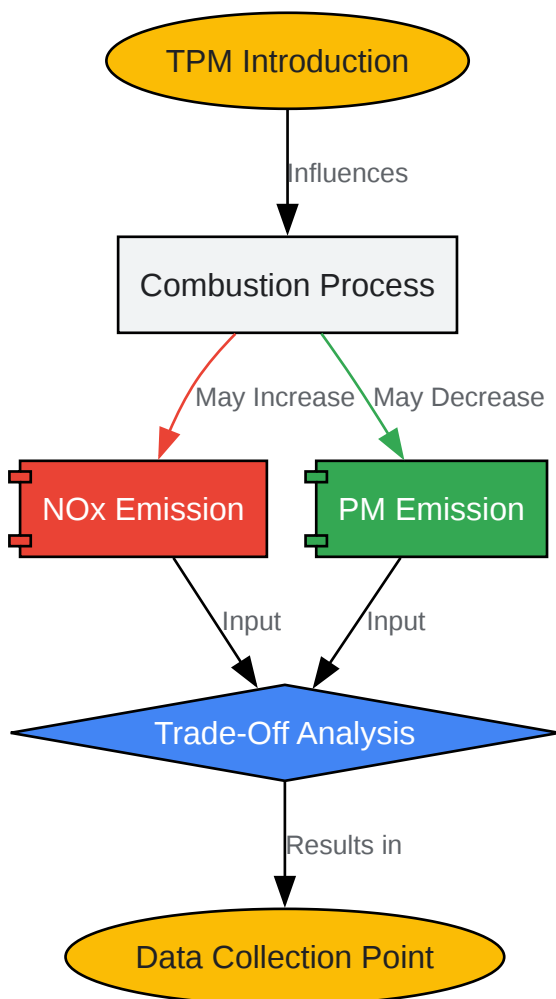 TPM Introduction
Influences
Combustion Process
May Increase
May Decrease
NOx Emission
PM Emission
Input
Input
Trade-Off Analysis
Results in
Data Collection Point